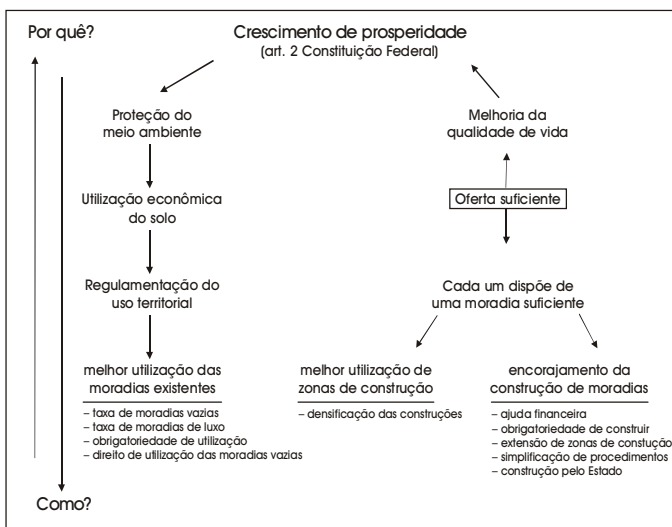 Por quê?
Crescimento de prosperidade
(art. 2 Constituição Federal)
Proteção do
meio ambiente
Melhoria da
qualidade de vida
Utilização econômica
do solo
Oferta suficiente
Regulamentação do
uso territorial
Cada um dispõe de
uma moradia suficiente
melhor utilização das
moradias existentes
– taxa de moradias vazias
– taxa de moradias de luxo
– obrigatoriedade de utilização
– direito de utilização das moradias vazias
melhor utilização de
zonas de construção
– densificação das construções
encorajamento da
construção de moradias
– ajuda financeira
– obrigatoriedade de construir
– extensão de zonas de constução
– simplificação de procedimentos
– construção pelo Estado
Como?